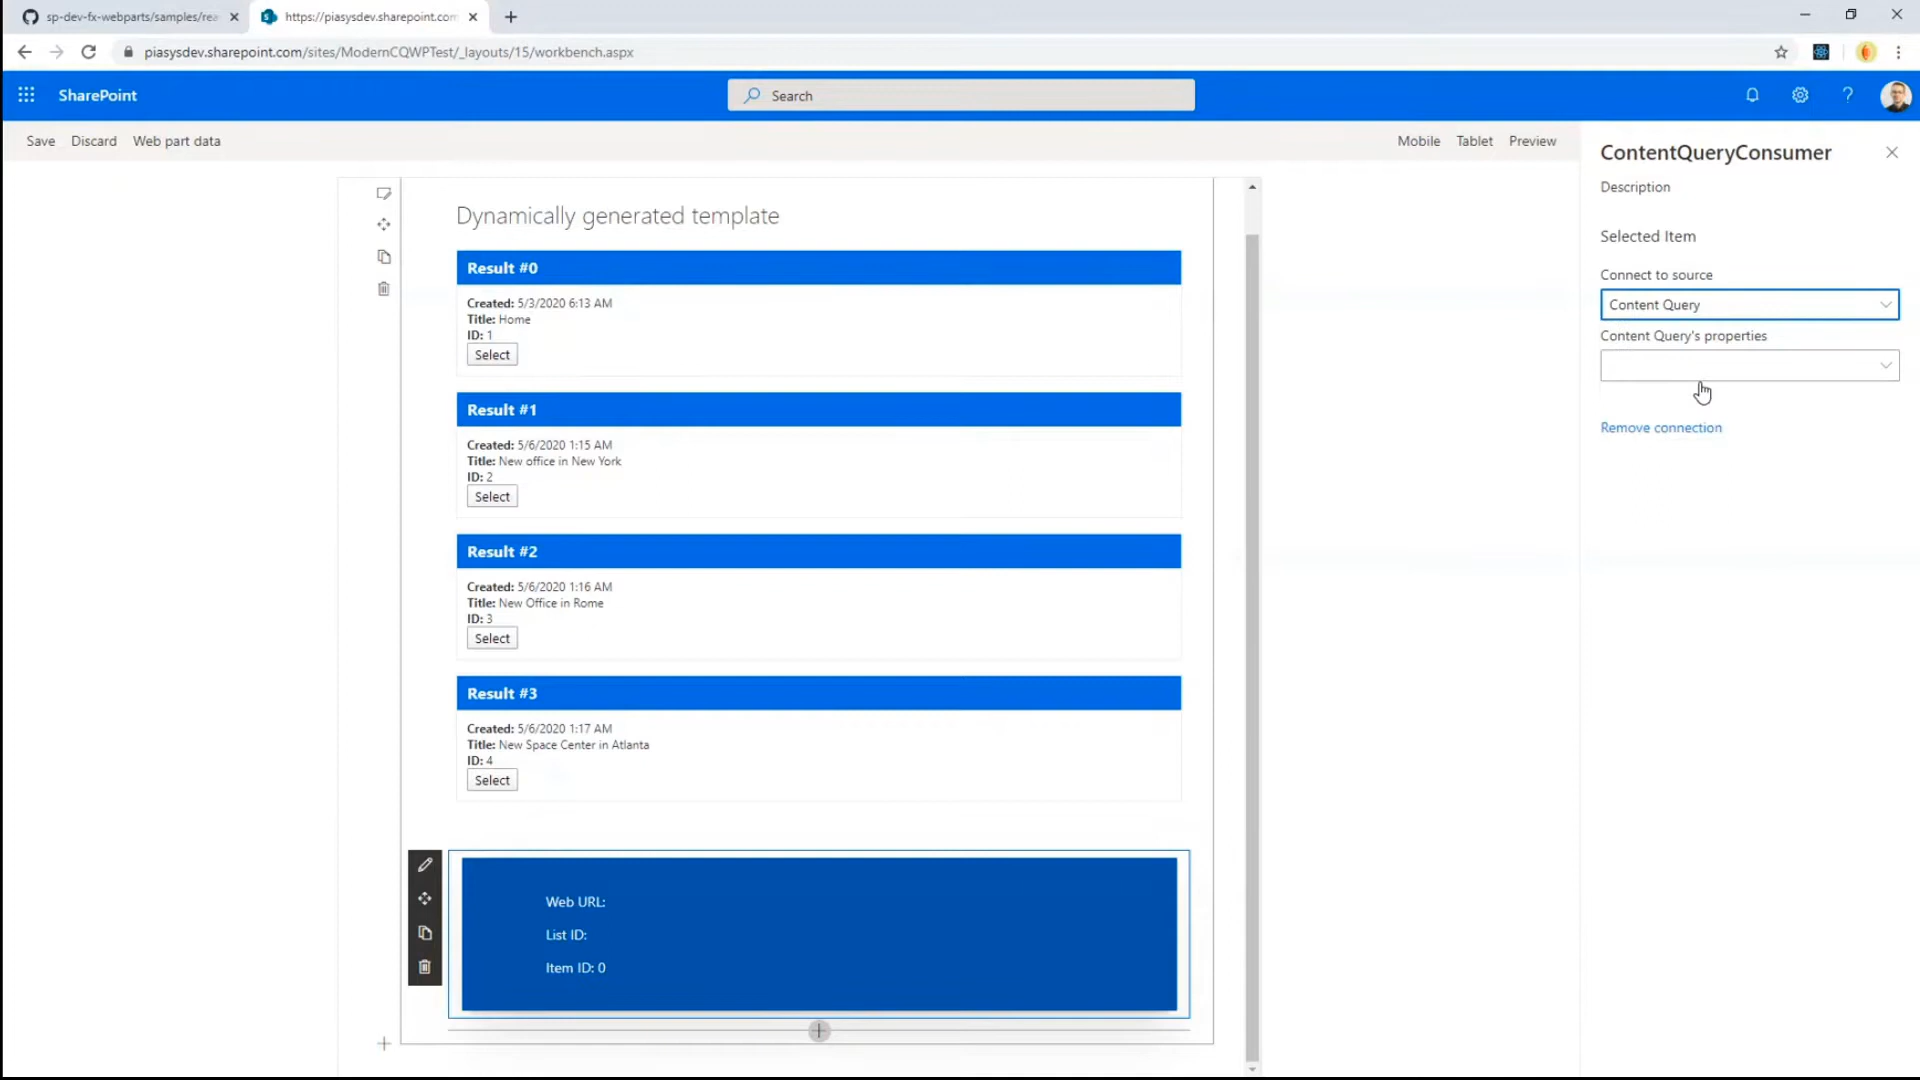 sp-dev-fx-webparts/samples/rea
https://piasysdev.sharepoint.com
piasysdev.sharepoint.com/sites/ModernCQWPTest/_layouts/15/workbench.aspx
SharePoint
Search
?
Save Discard Web part data
Mobile Tablet Preview
ContentQueryConsumer
Description
Selected Item
Connect to source
Content Query
Content Query's properties
Remove connection
Dynamically generated template
Result #0
Created: 5/3/2020 6:13 AM
Title: Home
ID: 1
Select
Result #1
Created: 5/6/2020 1:15 AM
Title: New office in New York
ID: 2
Select
Result #2
Created: 5/6/2020 1:16 AM
Title: New Office in Rome
ID: 3
Select
Result #3
Created: 5/6/2020 1:17 AM
Title: New Space Center in Atlanta
ID: 4
Select
Web URL:
List ID:
Item ID: 0